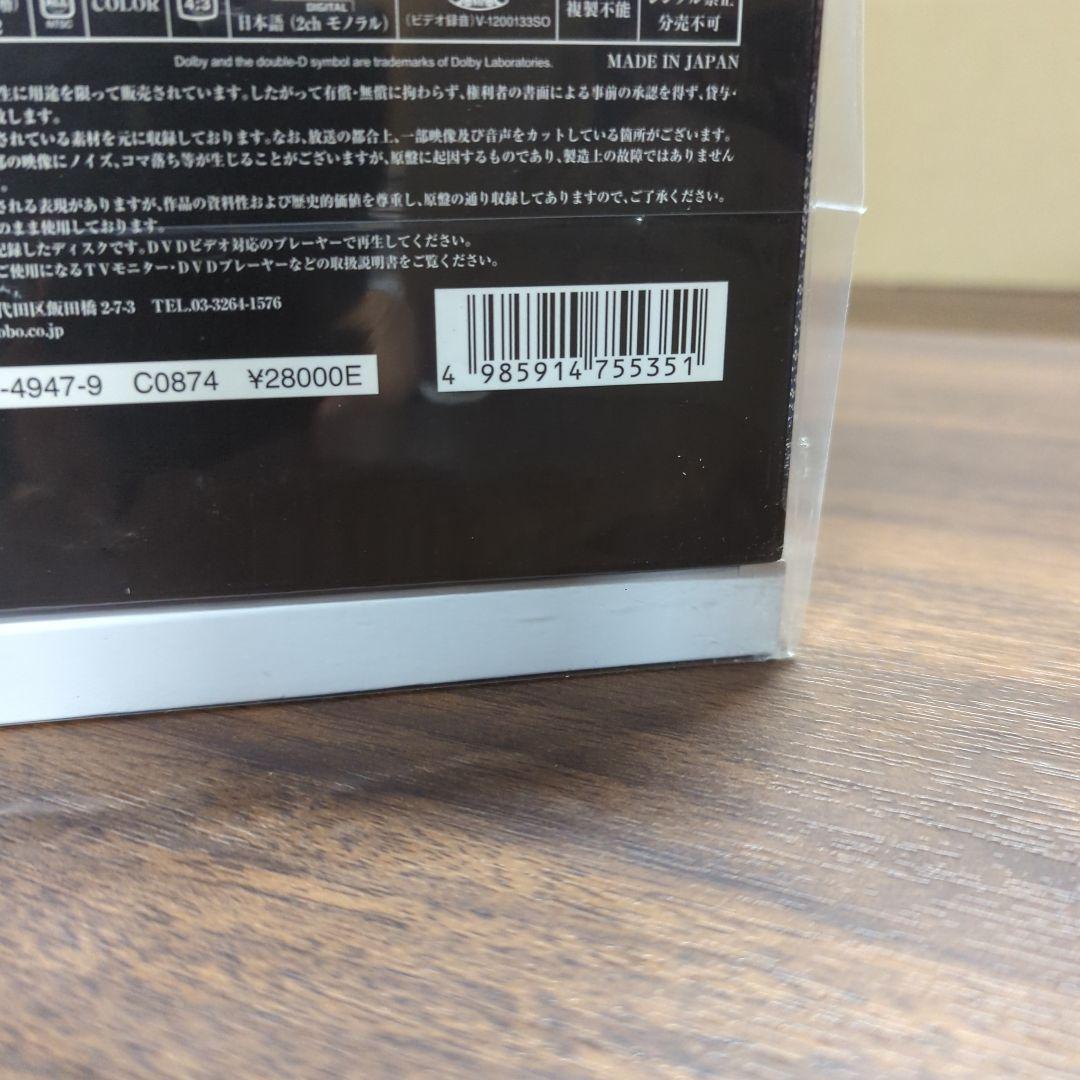 格)
2
ALL
NTSC
COLOR
4:3
DIGITAL
日本語(2ch モノラル)
(ビデオ録音)V-1200133SO
複製不能
レンタル禁止
分売不可
Dolby and the double-D symbol are trademarks of Dolby Laboratories.
MADE IN JAPAN
生に用途を限って販売されています。したがって有償・無償に拘わらず、権利者の書面による事前の承認を得ず、貸与・
致します。
されている素材を元に収録しております。なお、放送の都合上、一部映像及び音声をカットしている箇所がございます。
部の映像にノイズ、コマ落ち等が生じることがございますが、原盤に起因するものであり、製造上の故障ではありません
。
される表現がありますが、作品の資料性および歴史的価値を尊重し、原盤の通り収録してありますので、ご了承ください。
のまま使用しております。
記録したディスクです。DVDビデオ対応のプレーヤーで再生してください。
ご使用になるTVモニター・DVDプレーヤーなどの取扱説明書をご覧ください。
代田区飯田橋 2-7-3 TEL.03-3264-1576
obo.co.jp
-4947-9 C0874 ¥28000E
4 985914 755351